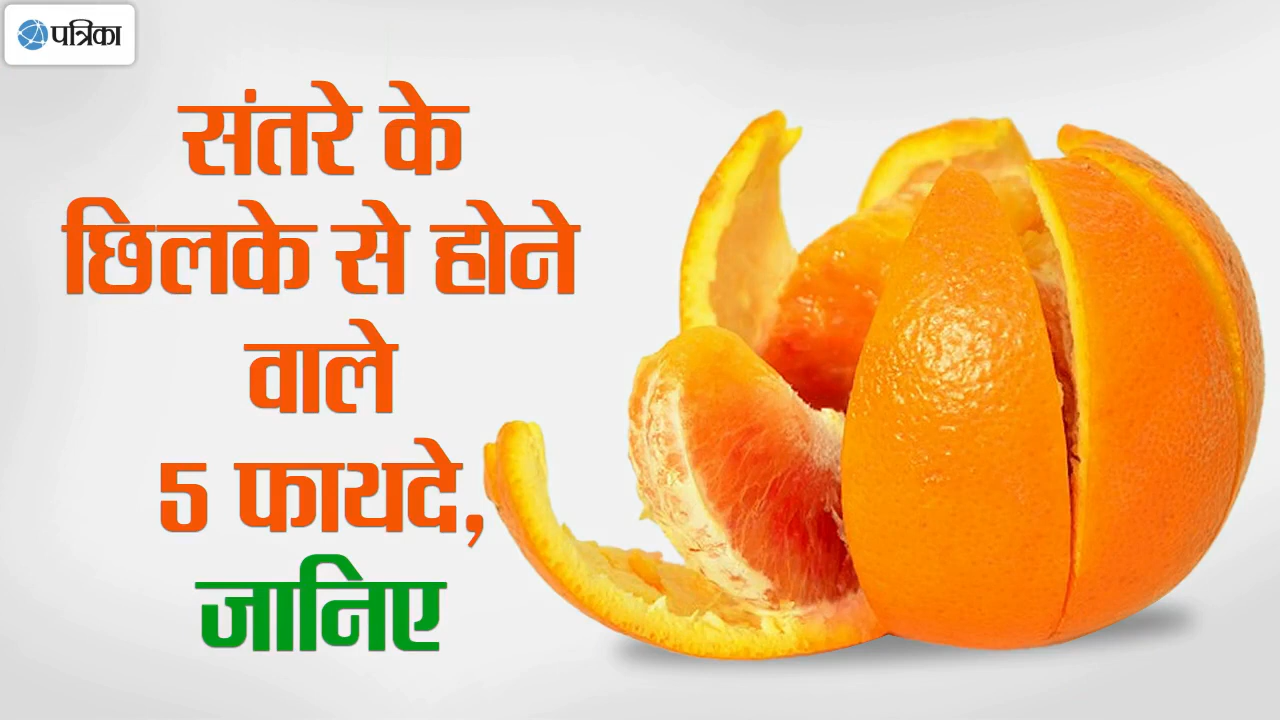 पत्रिका
संतरे के
छिलके से होने
वाले
5 फायदे,
जानिए